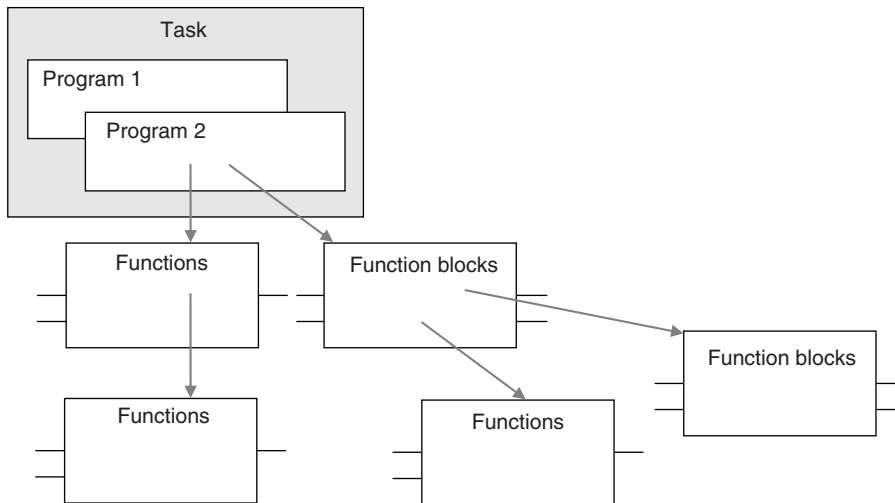 Task
Program 1
Program 2
Functions
Function blocks
Function blocks
Functions
Functions